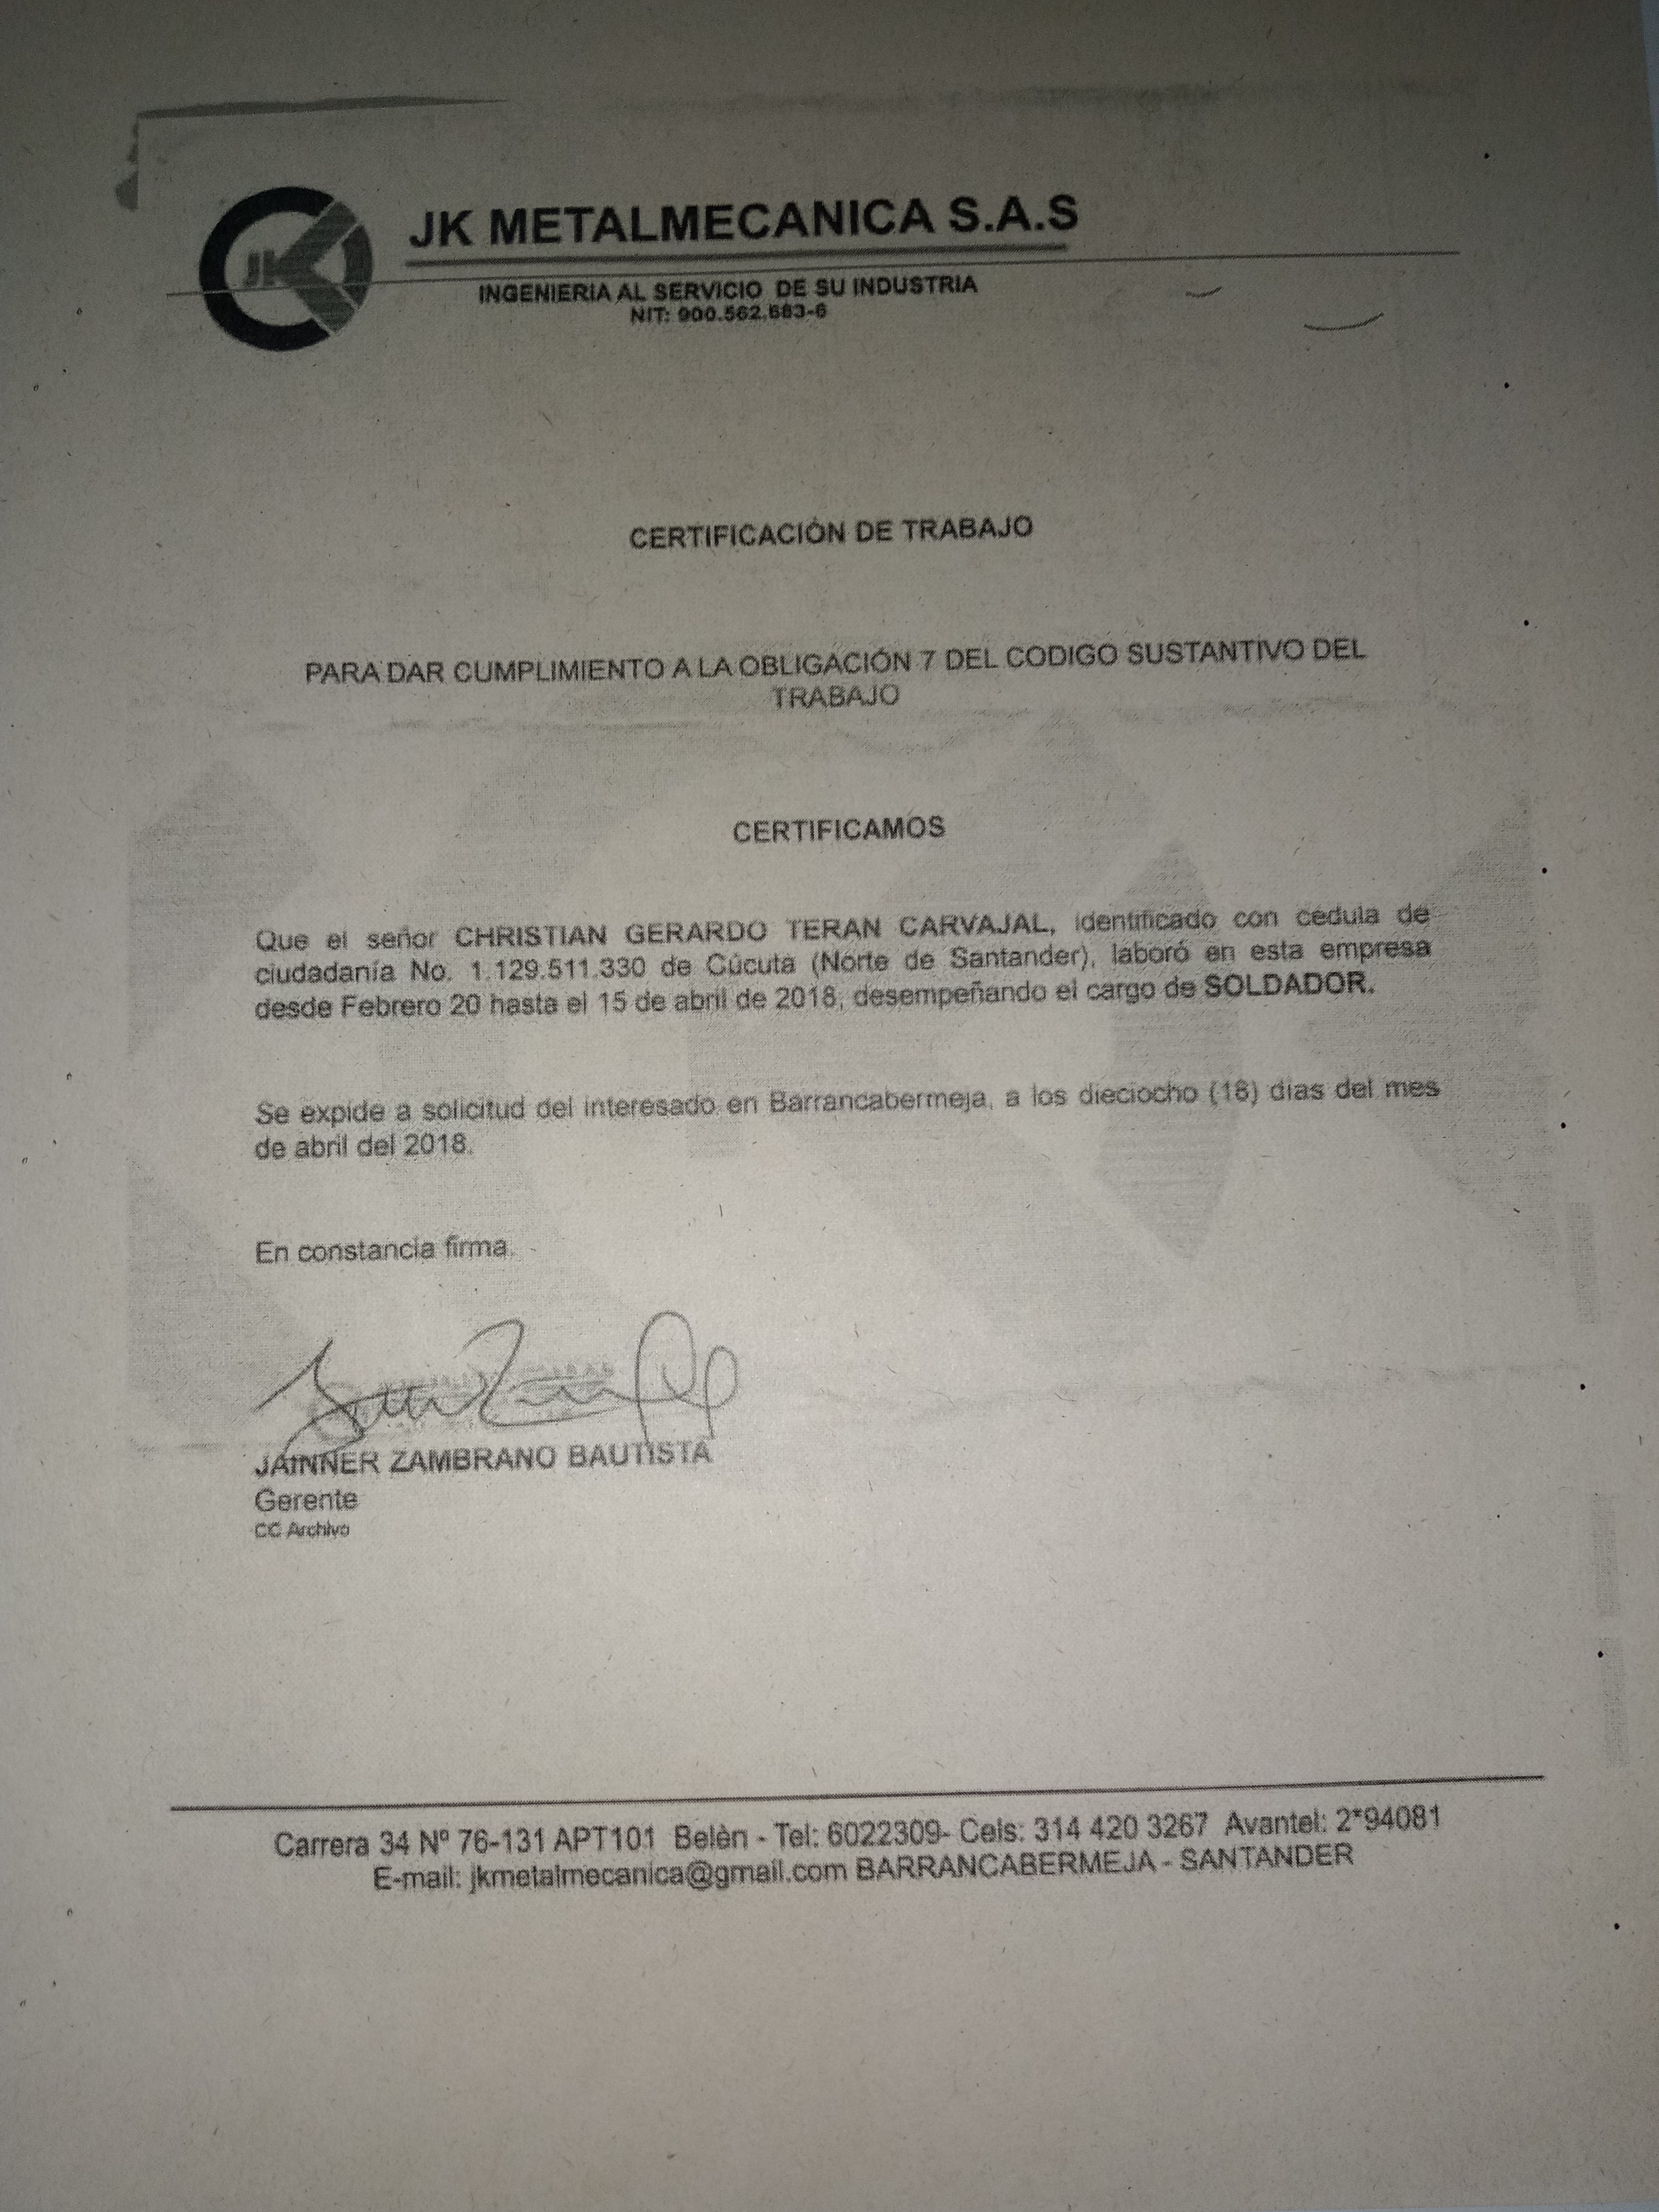 JK
JK METALMECANICA S.A.S
INGENIERIA AL SERVICIO DE SU INDUSTRIA
NIT: 900.562.683-6
CERTIFICACIÓN DE TRABAJO
PARA DAR CUMPLIMIENTO A LA OBLIGACIÓN 7 DEL CODIGO SUSTANTIVO DEL
TRABAJO
CERTIFICAMOS
Que el señor CHRISTIAN GERARDO TERAN CARVAJAL, identificado con cedula de
ciudadanía No. 1.129.511.330 de Cúcuta (Norte de Santander), laboró en esta empresa
desde Febrero 20 hasta el 15 de abril de 2018, desempeñando el cargo de SOLDADOR.
Se expide a solicitud del interesado en Barrancabermeja, a los dieciocho (18) días del mes
de abril del 2018.
En constancia firma.
JAINNER ZAMBRANO BAUTISTA
Gerente
CC Archivo
Carrera 34 Nº 76-131 APT101 Belèn - Tel: 6022309- Cels: 314 420 3267 Avantel: 2*94081
E-mail: jkmetalmecanica@gmail.com BARRANCABERMEJA - SANTANDER